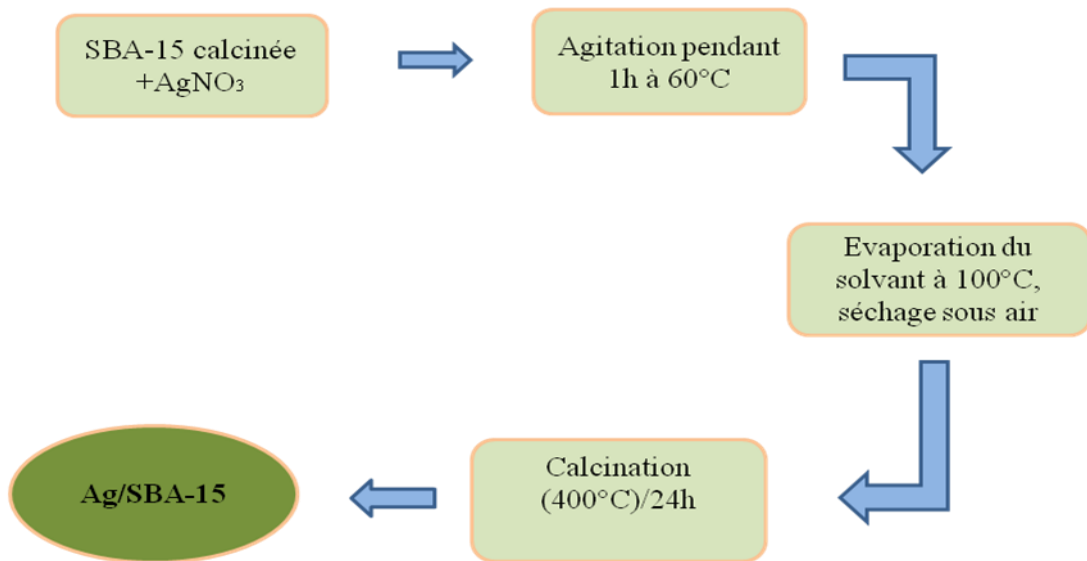 SBA-15 calcinée
+AgNO₃
Agitation pendant
1h à 60°C
Evaporation du
solvant à 100°C,
séchage sous air
Calcination
(400°C)/24h
Ag/SBA-15